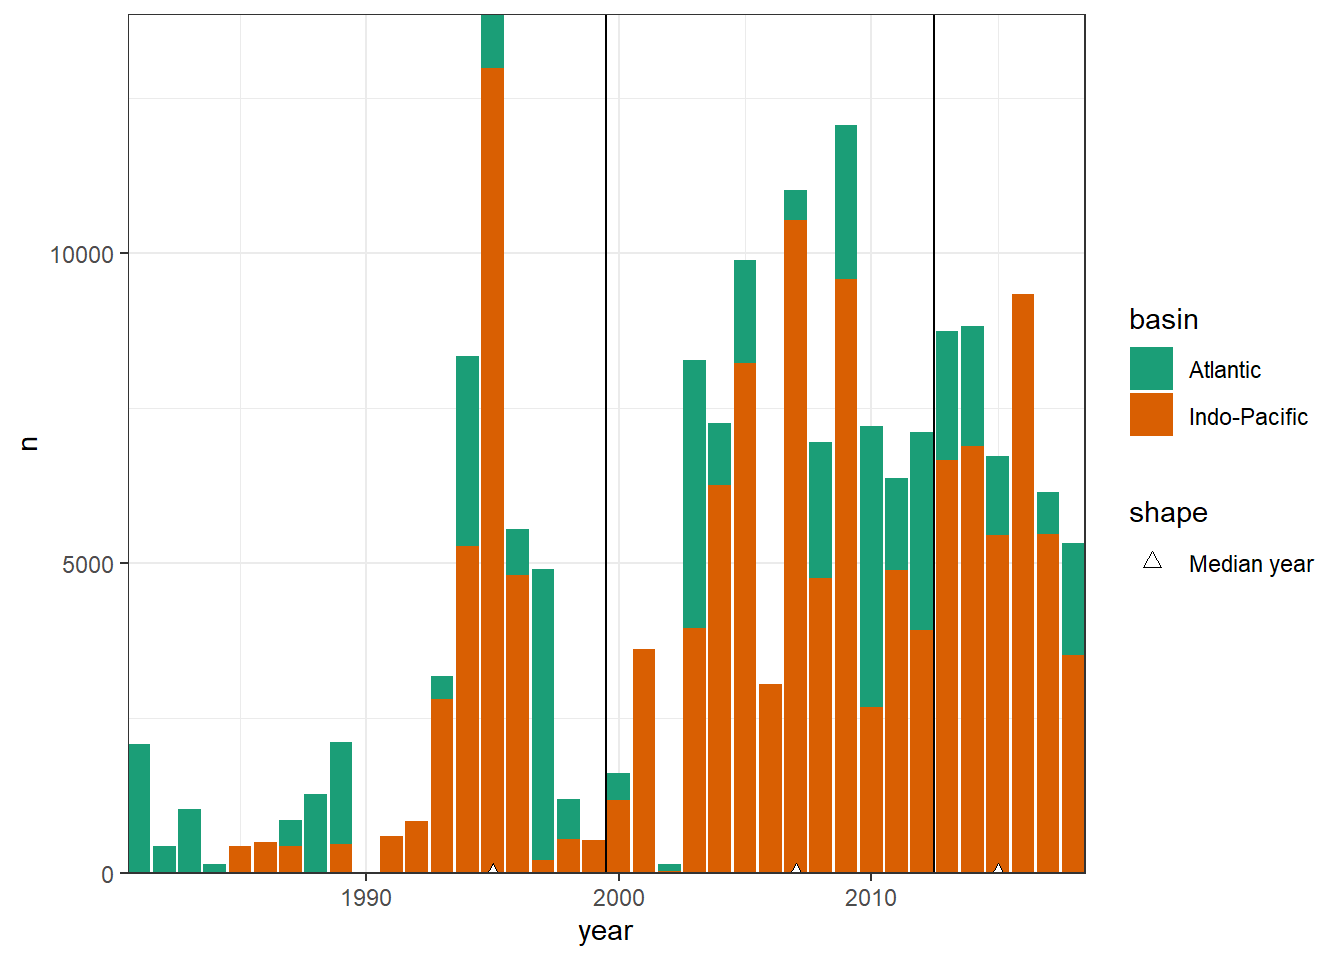 10000
5000
0
n
1990
2000
2010
year
basin
Atlantic
Indo-Pacific
shape
Median year